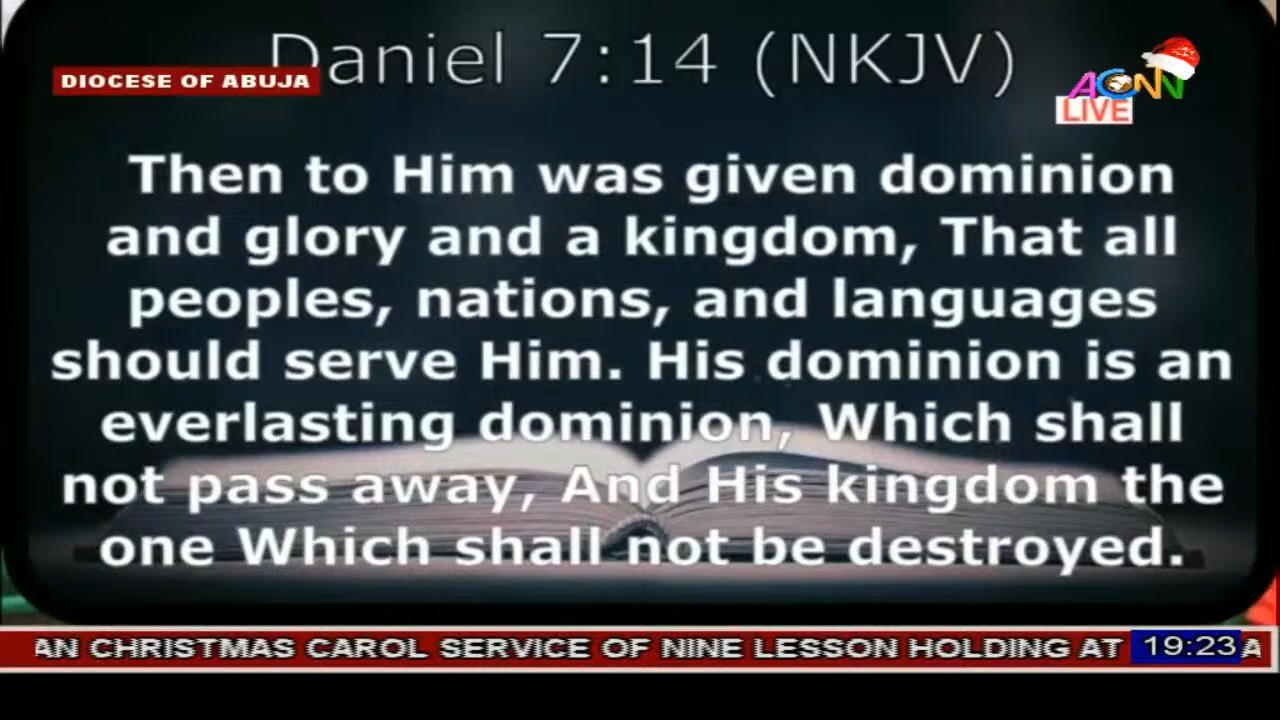 Daniel 7:14 (NKJV)
DIOCESE OF ABUJA
ACNN
LIVE
Then to Him was given dominion
and glory and a kingdom, That all
peoples, nations, and languages
should serve Him. His dominion is an
everlasting dominion, Which shall
not pass away, And His kingdom the
one Which shall not be destroyed.
AN CHRISTMAS CAROL SERVICE OF NINE LESSON HOLDING AT
19:23
A